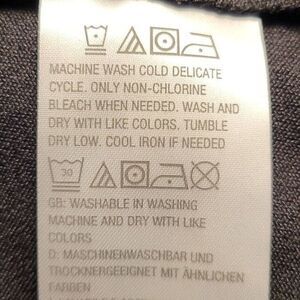 MACHINE WASH COLD DELICATE
CYCLE. ONLY NON-CHLORINE
BLEACH WHEN NEEDED. WASH AND
DRY WITH LIKE COLORS. TUMBLE
DRY LOW. COOL IRON IF NEEDED
30
GB: WASHABLE IN WASHING
MACHINE AND DRY WITH LIKE
COLORS
D: MASCHINENWASCHBAR UND
TROCKNERGEEIGNET MIT ÄHNLICHEN
FARBEN